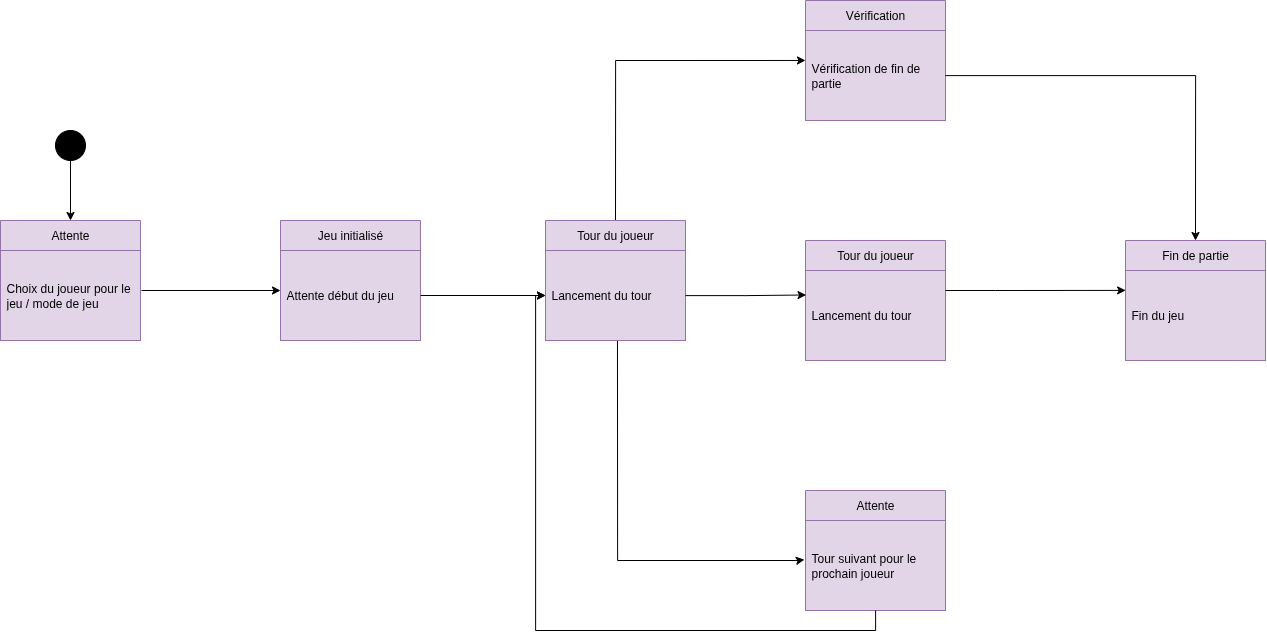 Vérification
Vérification de fin de
partie
Attente
Choix du joueur pour le
jeu / mode de jeu
Jeu initialisé
Attente début du jeu
Tour du joueur
Lancement du tour
Tour du joueur
Lancement du tour
Fin de partie
Fin du jeu
Attente
Tour suivant pour le
prochain joueur